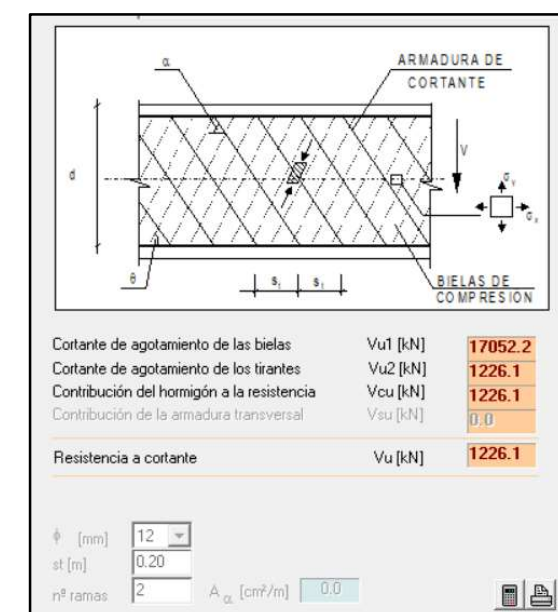 α
ARMADURA DE
CORTANTE
d
V
σy
σx
θ
st st
BIELAS DE
COMPRESION
Cortante de agotamiento de las bielas Vu1 [kN] 17052.2
Cortante de agotamiento de los tirantes Vu2 [kN] 1226.1
Contribución del hormigón a la resistencia Vcu [kN] 1226.1
Contribución de la armadura transversal Vsu [kN] 0.0
Resistencia a cortante Vu [kN] 1226.1
ϕ [mm] 12
st [m] 0.20
nº ramas 2 Aα [cm²/m] 0.0